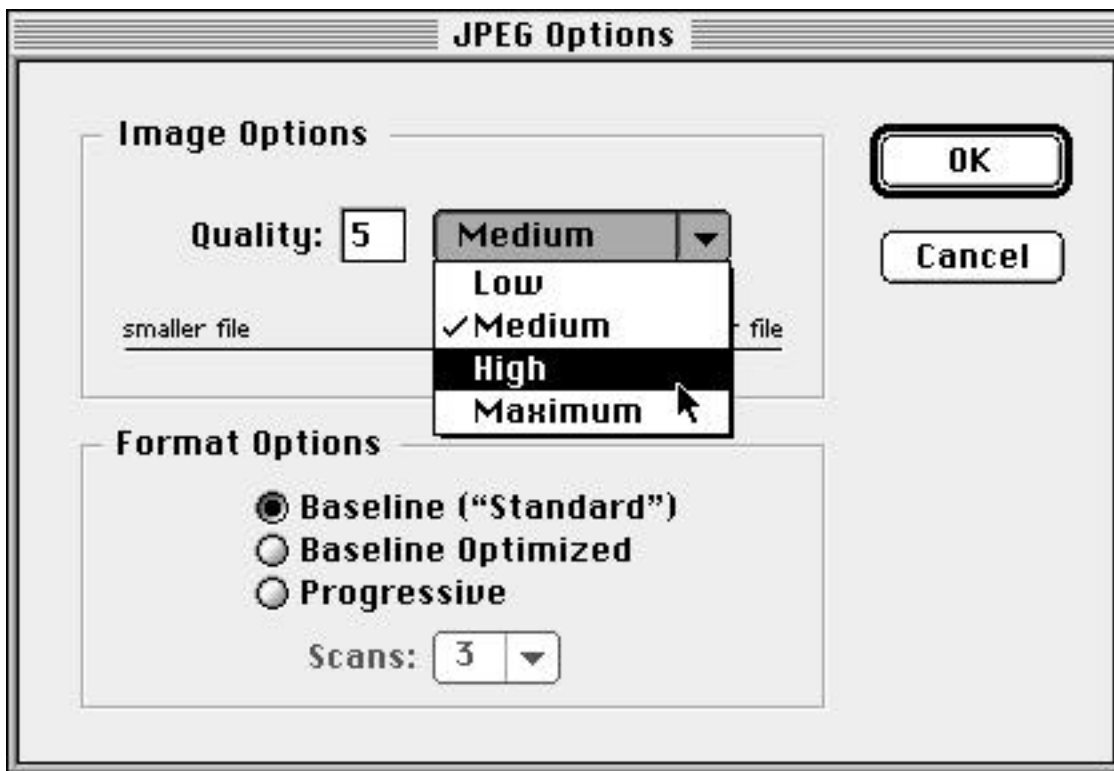 JPEG Options
Image Options
OK
Quality: 5 Medium
Cancel
Low
✓Medium
High
Maximum
smaller file
file
Format Options
Baseline (“Standard”)
Baseline Optimized
Progressive
Scans: 3